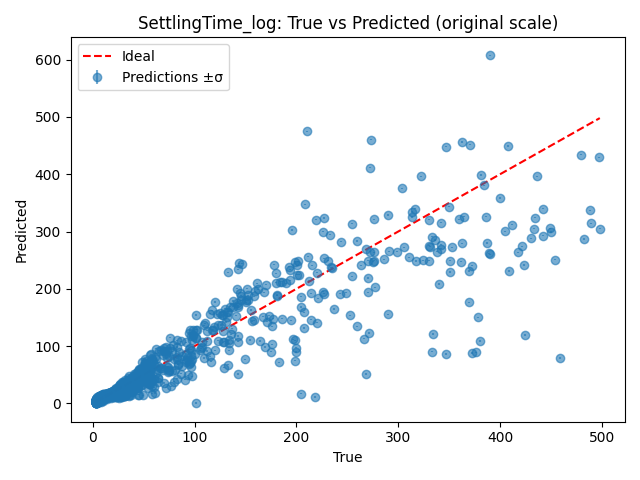 SettlingTime_log: True vs Predicted (original scale)
Ideal
Predictions ±σ
Predicted
600
500
400
300
200
100
0
0 100 200 300 400 500
True